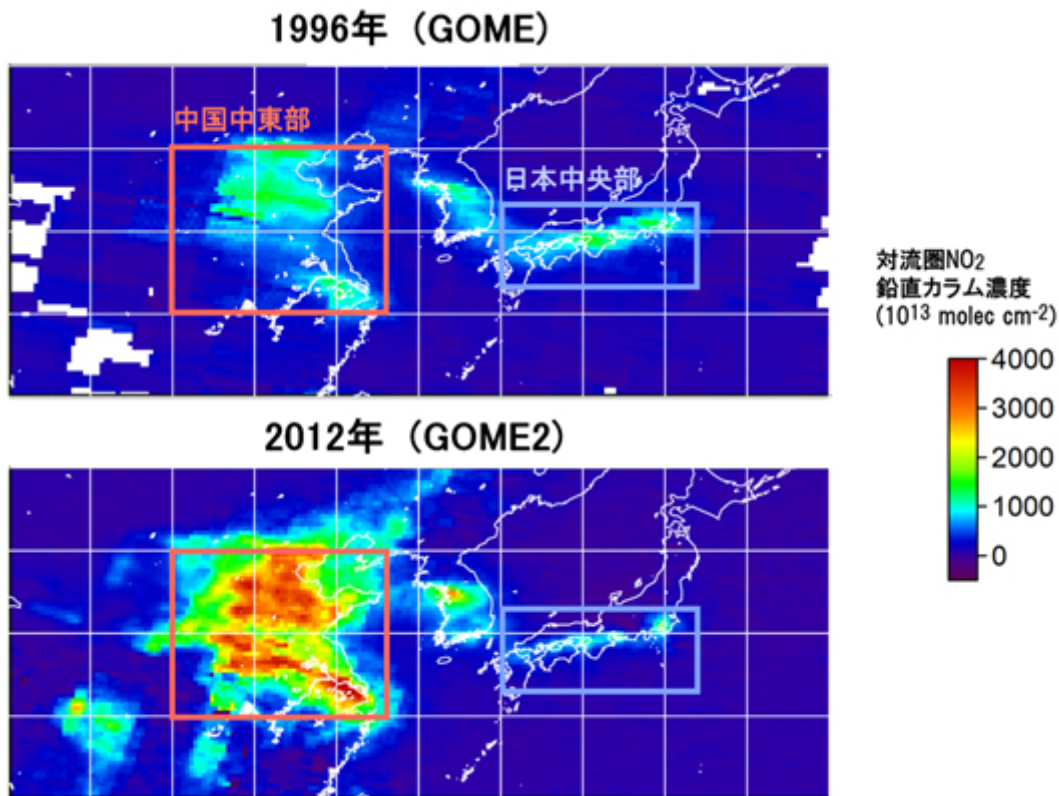 1996年 (GOME)
中国中東部
日本中央部
対流圏NO2
鉛直カラム濃度
(10^13 molec cm^-2)
4000
3000
2000
1000
0
2012年 (GOME2)